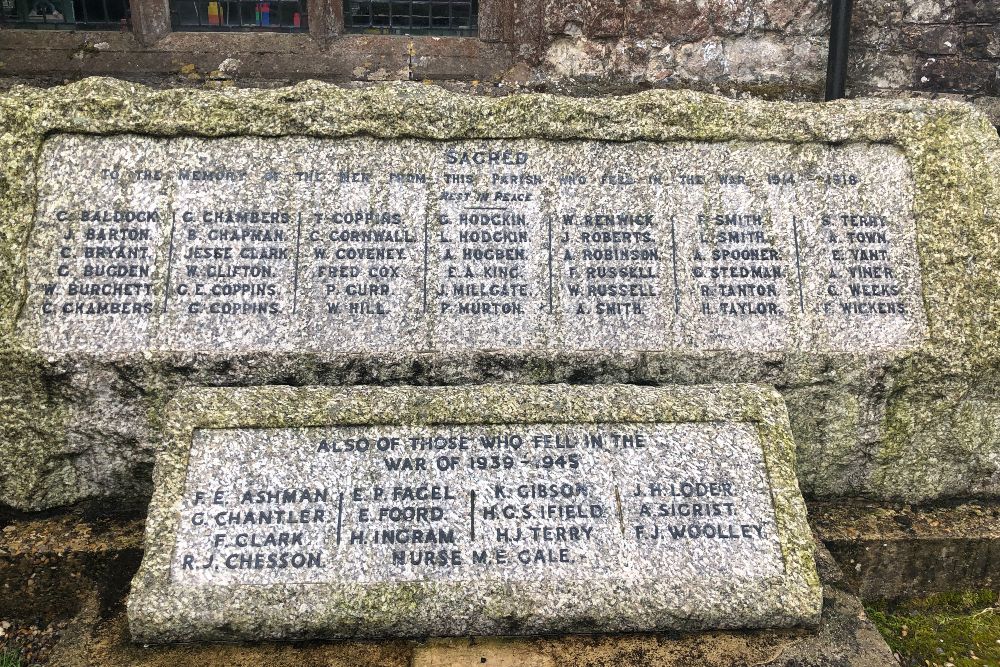 SACRED
TO THE MEMORY OF THE MEN FROM THIS PARISH WHO FELL IN THE WAR 1914 - 1918
REST IN PEACE
C. BALDOCK.
J. BARTON.
C. BRYANT.
G. BUGDEN.
W. BURCHETT.
C. CHAMBERS
G. CHAMBERS.
B. CHAPMAN.
JESSE CLARK.
W. CLIFTON.
G. E. COPPINS.
G. COPPINS.
T. COPPINS.
C. CORNWALL.
W. COVENEY.
FRED COX.
P. CURD.
W. HILL.
G. HODGKIN.
L. HODGKIN.
A. HOGBEN.
E. A. KING.
J. MILLGATE.
P. MURTON.
W. RENWICK.
J. ROBERTS.
A. ROBINSON.
F. RUSSELL.
W. RUSSELL.
A. SMITH.
F. SMITH.
L. SMITH.
A. SPOONER.
G. STEDMAN.
R. TANTON.
H. TAYLOR.
S. TERRY.
A. TOWN.
E. VANT.
A. VINER.
G. WEEKS.
F. WICKENS.
ALSO OF THOSE WHO FELL IN THE
WAR OF 1939 - 1945
F. E. ASHMAN.
G. CHANTLER.
F. CLARK.
R. J. CHESSON.
E. P. FAGEL.
E. FOORD.
H. INGRAM.
K. GIBSON.
H. G. S. IFIELD.
H. J. TERRY.
J. H. LODER.
A. SIGRIST.
F. J. WOOLLEY.
NURSE M. E. GALE.